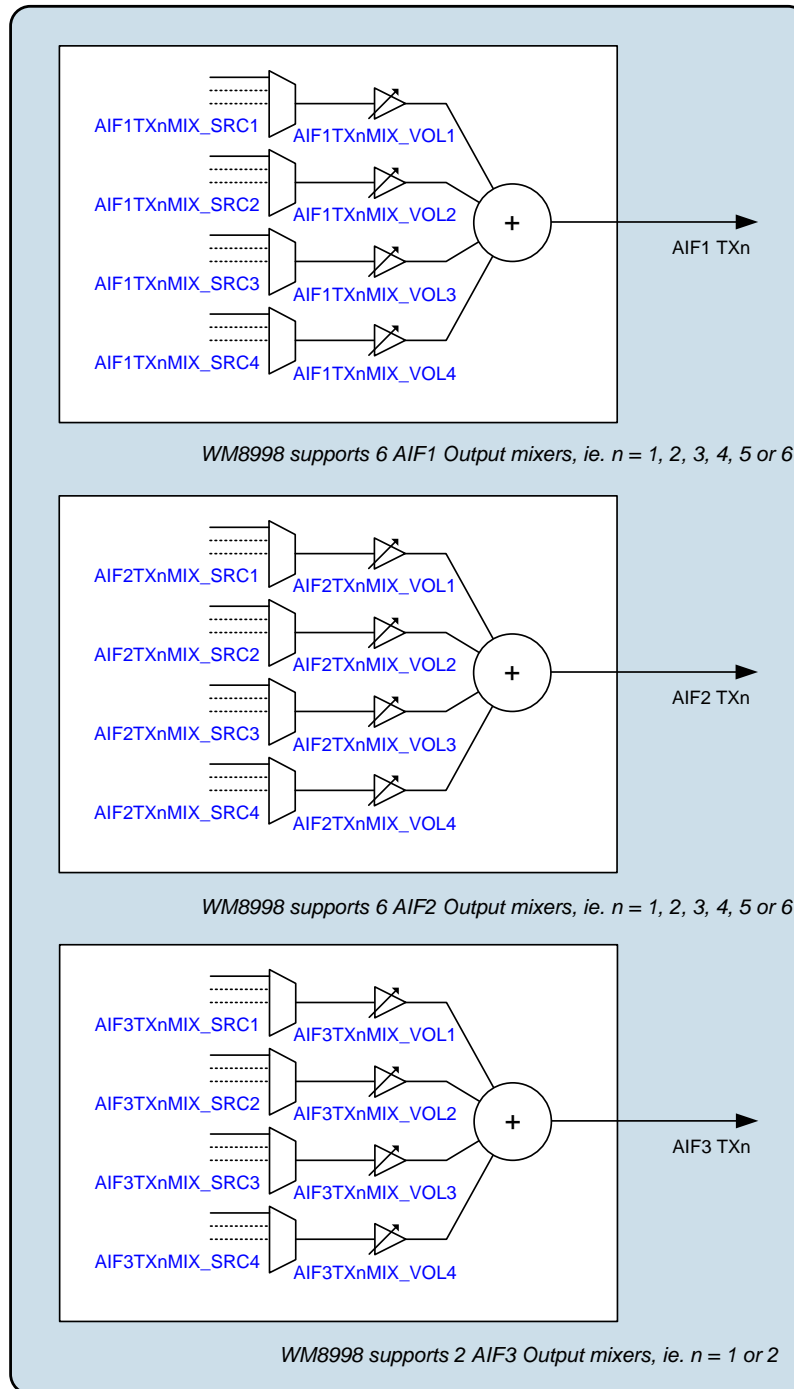 AIF1TXnMIX_SRC1
AIF1TXnMIX_VOL1
AIF1TXnMIX_SRC2
AIF1TXnMIX_VOL2
AIF1TXnMIX_SRC3
AIF1TXnMIX_VOL3
AIF1TXnMIX_SRC4
AIF1TXnMIX_VOL4
+
AIF1 TXn
WM8998 supports 6 AIF1 Output mixers, ie. n = 1, 2, 3, 4, 5 or 6
AIF2TXnMIX_SRC1
AIF2TXnMIX_VOL1
AIF2TXnMIX_SRC2
AIF2TXnMIX_VOL2
AIF2TXnMIX_SRC3
AIF2TXnMIX_VOL3
AIF2TXnMIX_SRC4
AIF2TXnMIX_VOL4
+
AIF2 TXn
WM8998 supports 6 AIF2 Output mixers, ie. n = 1, 2, 3, 4, 5 or 6
AIF3TXnMIX_SRC1
AIF3TXnMIX_VOL1
AIF3TXnMIX_SRC2
AIF3TXnMIX_VOL2
AIF3TXnMIX_SRC3
AIF3TXnMIX_VOL3
AIF3TXnMIX_SRC4
AIF3TXnMIX_VOL4
+
AIF3 TXn
WM8998 supports 2 AIF3 Output mixers, ie. n = 1 or 2